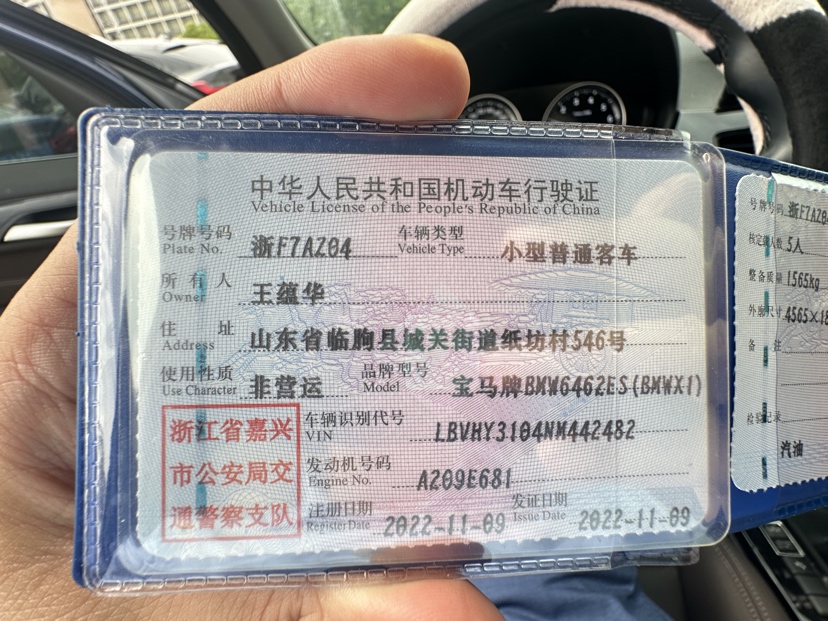 中华人民共和国机动车行驶证
Vehicle License of the People's Republic of China
号牌号码 浙F7AZ04 车辆类型 小型普通客车
Plate No. Vehicle Type
所有人 王蕴华
Owner
住址 山东省临朐县城关街道纸坊村546号
Address
使用性质 非营运 品牌型号 宝马牌BMW6462ES(BMWX1)
Use Character Model
浙江省嘉兴
市公安局交
通警察支队
车辆识别代号 LBVHY3104NM442482
VIN
发动机号码 A209E681
Engine No.
注册日期 2022-11-09 发证日期 2022-11-09
Register Date Issue Date
号牌号码 浙F7AZ0
核定载人数 5人
整备质量 1565kg
外廓尺寸 4565×18
备注
检验记录
汽油